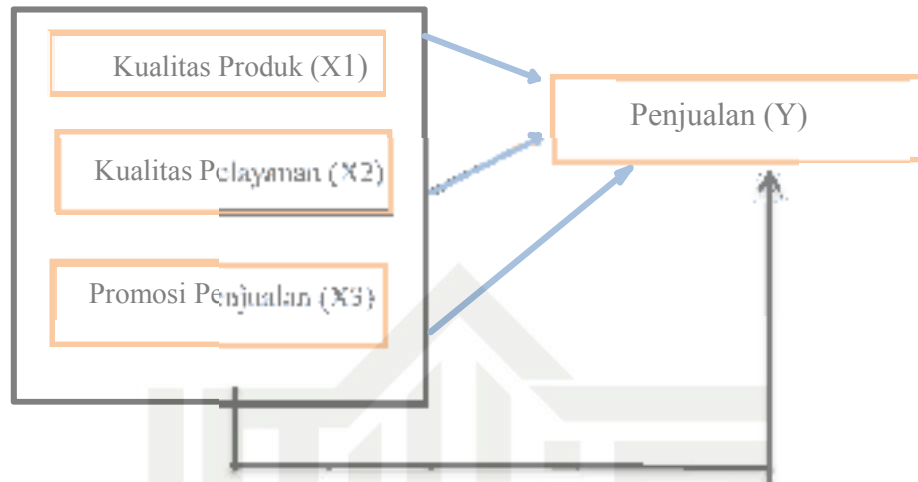 Kualitas Produk (X1)
Penjualan (Y)
Kualitas Pelayanan (X2)
Promosi Penjualan (X3)